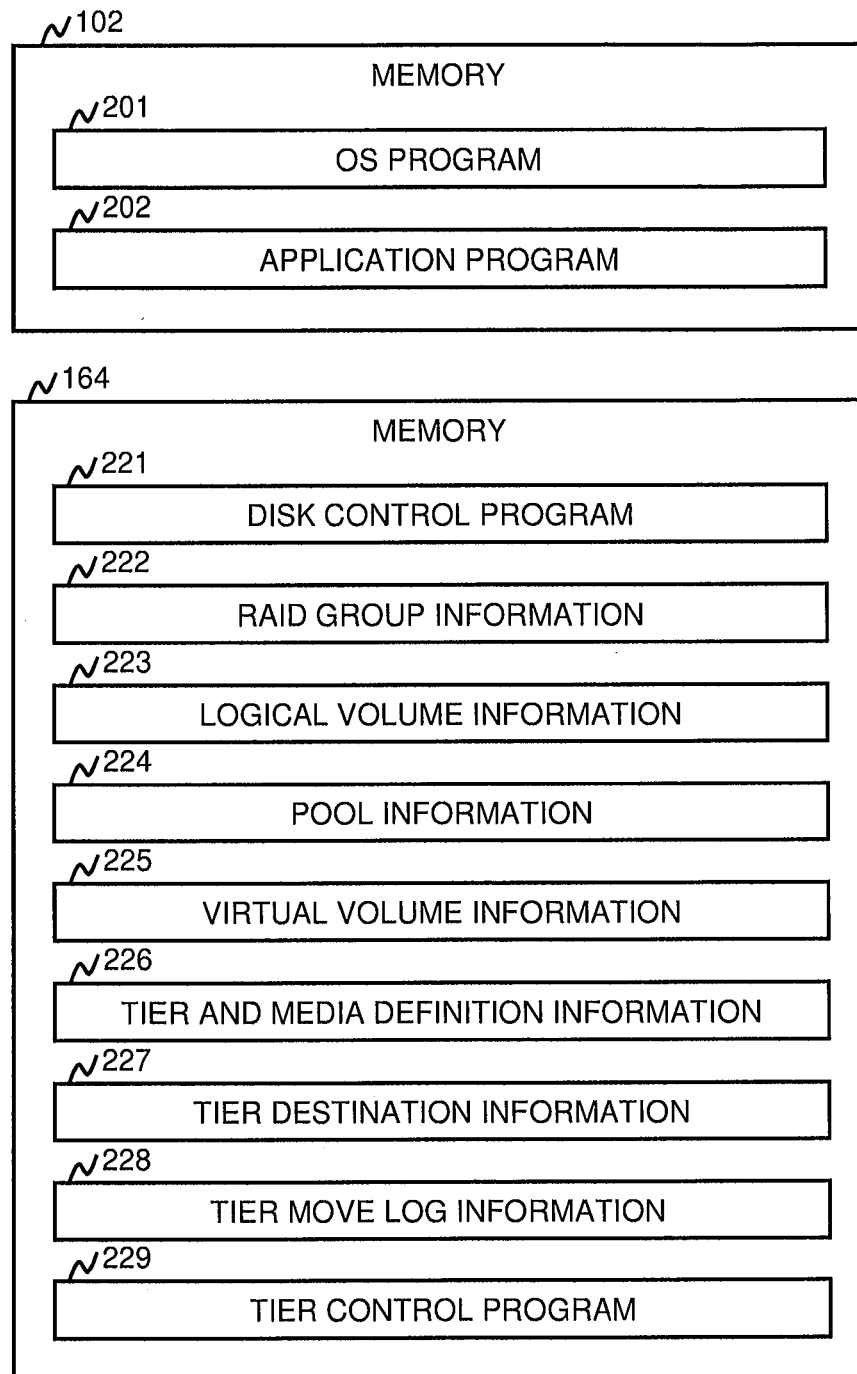 102
MEMORY
201
OS PROGRAM
202
APPLICATION PROGRAM
164
MEMORY
221
DISK CONTROL PROGRAM
222
RAID GROUP INFORMATION
223
LOGICAL VOLUME INFORMATION
224
POOL INFORMATION
225
VIRTUAL VOLUME INFORMATION
226
TIER AND MEDIA DEFINITION INFORMATION
227
TIER DESTINATION INFORMATION
228
TIER MOVE LOG INFORMATION
229
TIER CONTROL PROGRAM